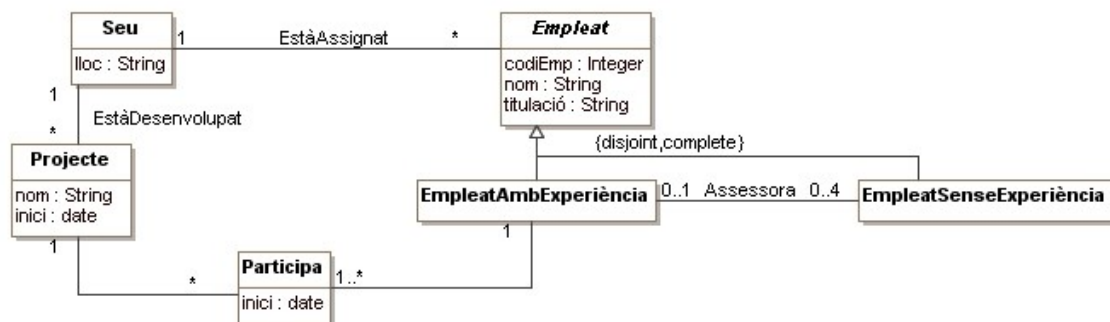 Seu
lloc : String
1
EstàAssignat
*
Empleat
codiEmp : Integer
nom : String
titulació : String
1
EstàDesenvolupat
*
Projecte
nom : String
inici : date
{disjoint,complete}
EmpleatAmbExperiència
0..1 Assessora 0..4
EmpleatSenseExperiència
1
1
*
Participa
inici : date
1..*